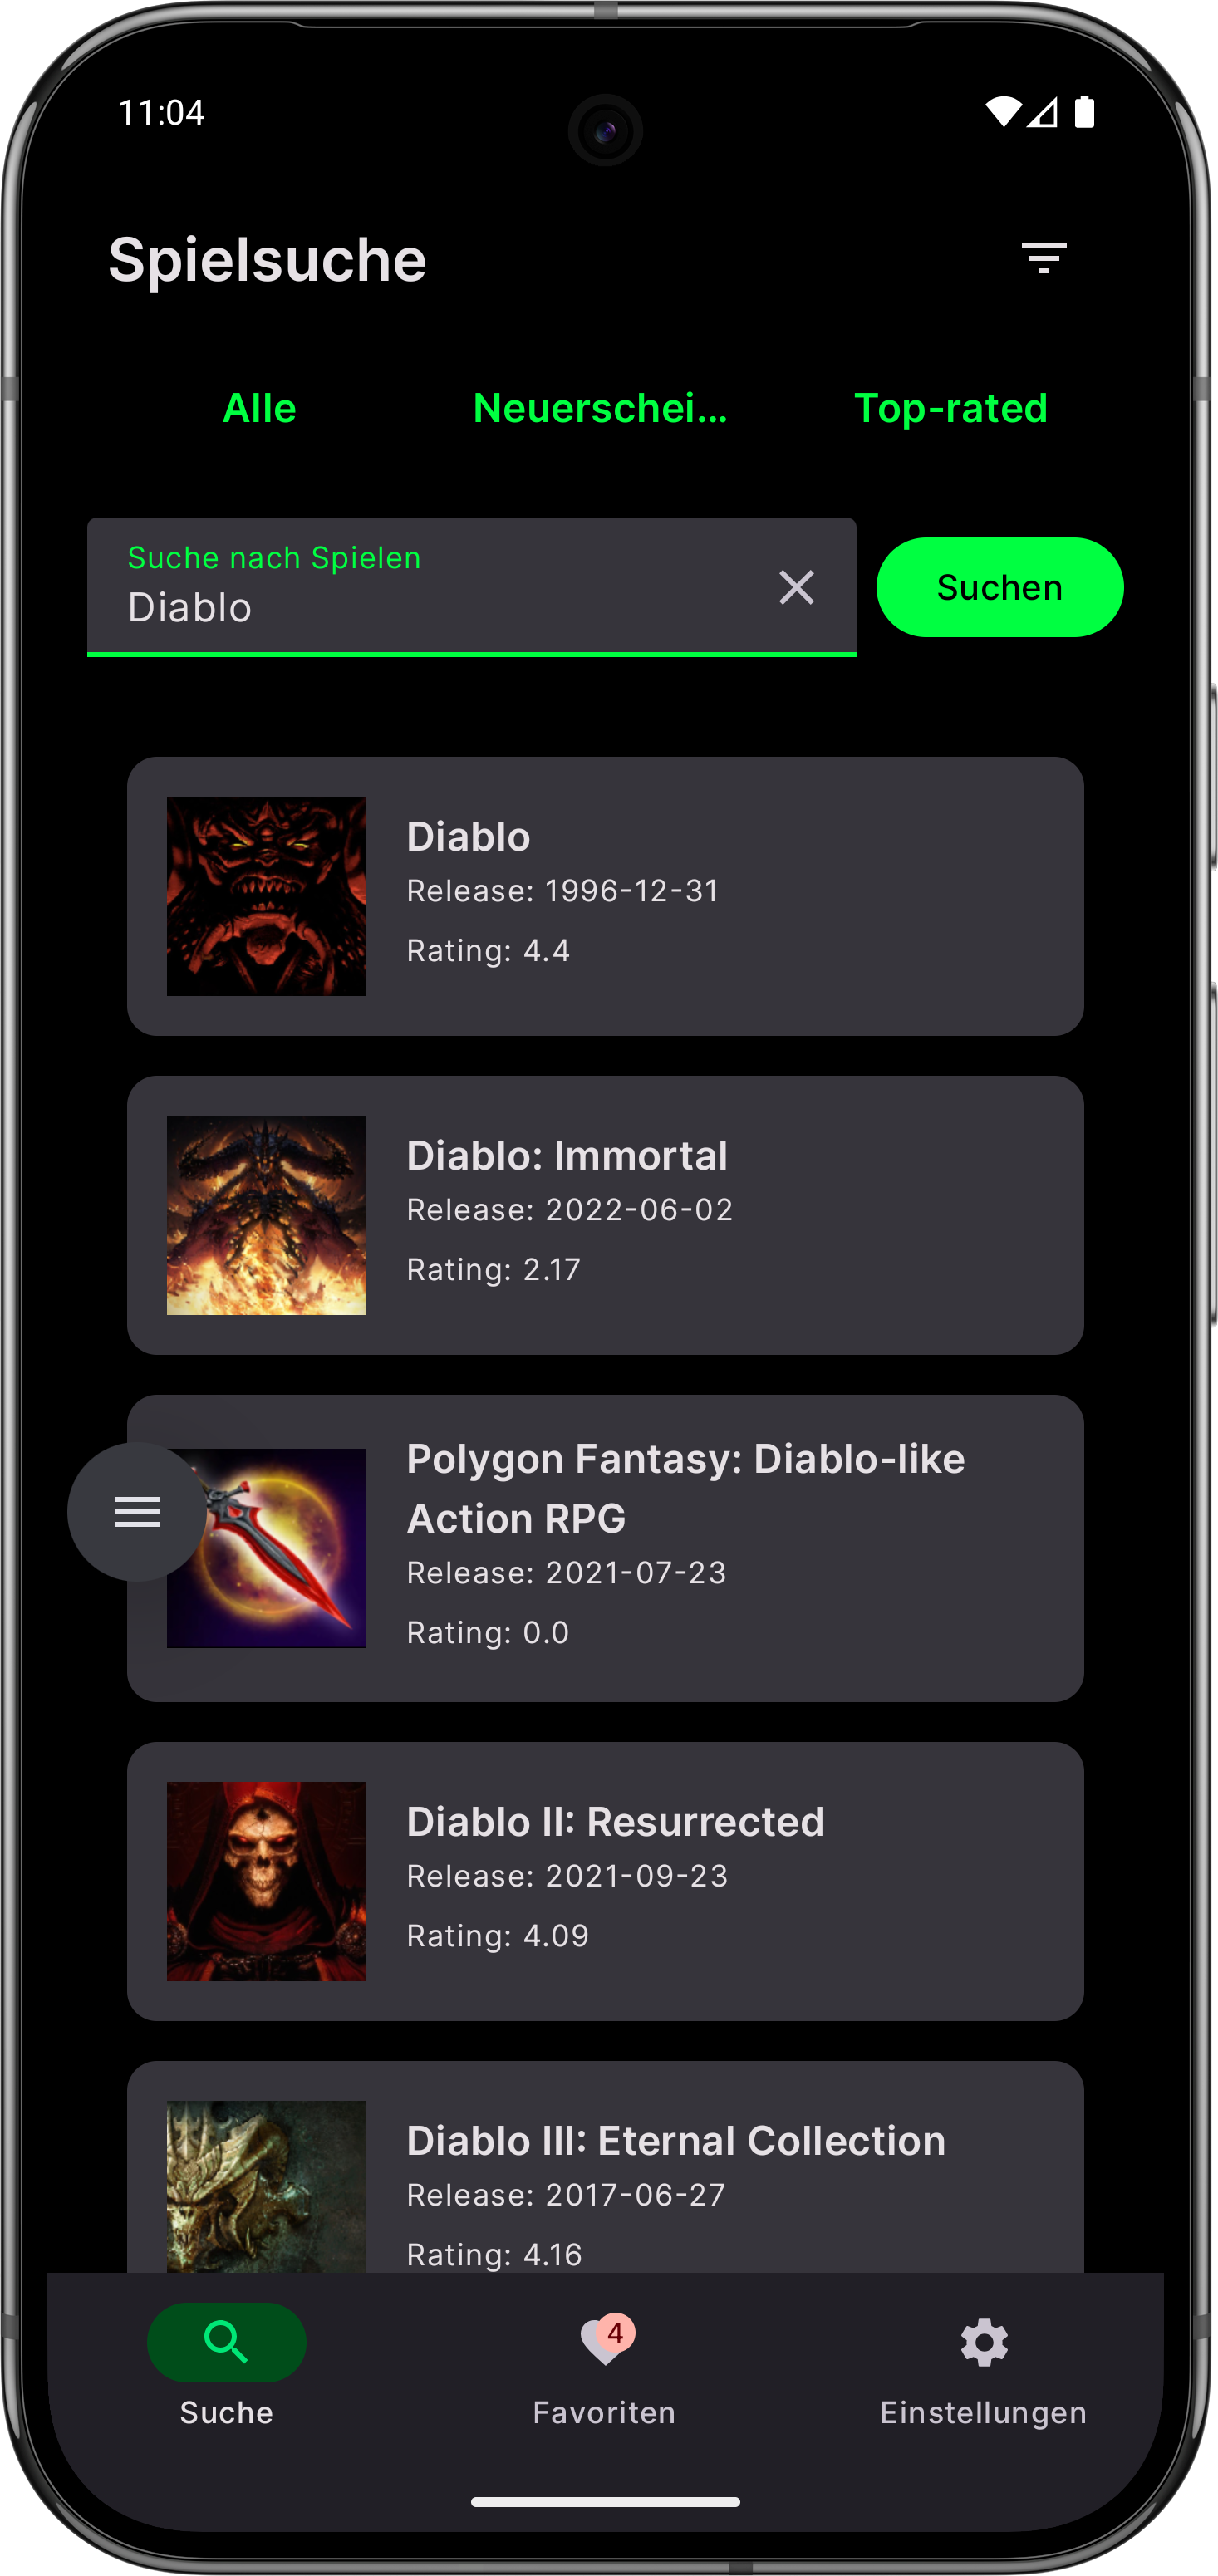 11:04
Spielsuche
Alle
Neuerschei...
Top-rated
Suche nach Spielen
Diablo
Suchen
Diablo
Release: 1996-12-31
Rating: 4.4
Diablo: Immortal
Release: 2022-06-02
Rating: 2.17
Polygon Fantasy: Diablo-like
Action RPG
Release: 2021-07-23
Rating: 0.0
Diablo II: Resurrected
Release: 2021-09-23
Rating: 4.09
Diablo III: Eternal Collection
Release: 2017-06-27
Rating: 4.16
4
Suche
Favoriten
Einstellungen